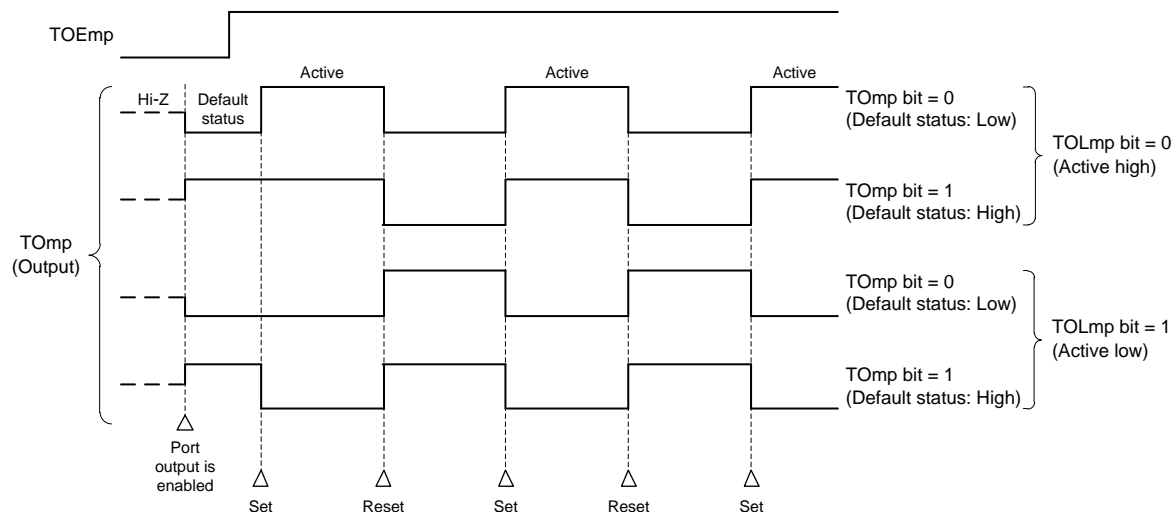 TOEmp
Active
Active
Active
Hi-Z
Default
status
TOmp bit = 0
(Default status: Low)
TOLmp bit = 0
(Active high)
TOmp bit = 1
(Default status: High)
TOmp
(Output)
TOmp bit = 0
(Default status: Low)
TOLmp bit = 1
(Active low)
TOmp bit = 1
(Default status: High)
Port
output is
enabled
Set
Reset
Set
Reset
Set